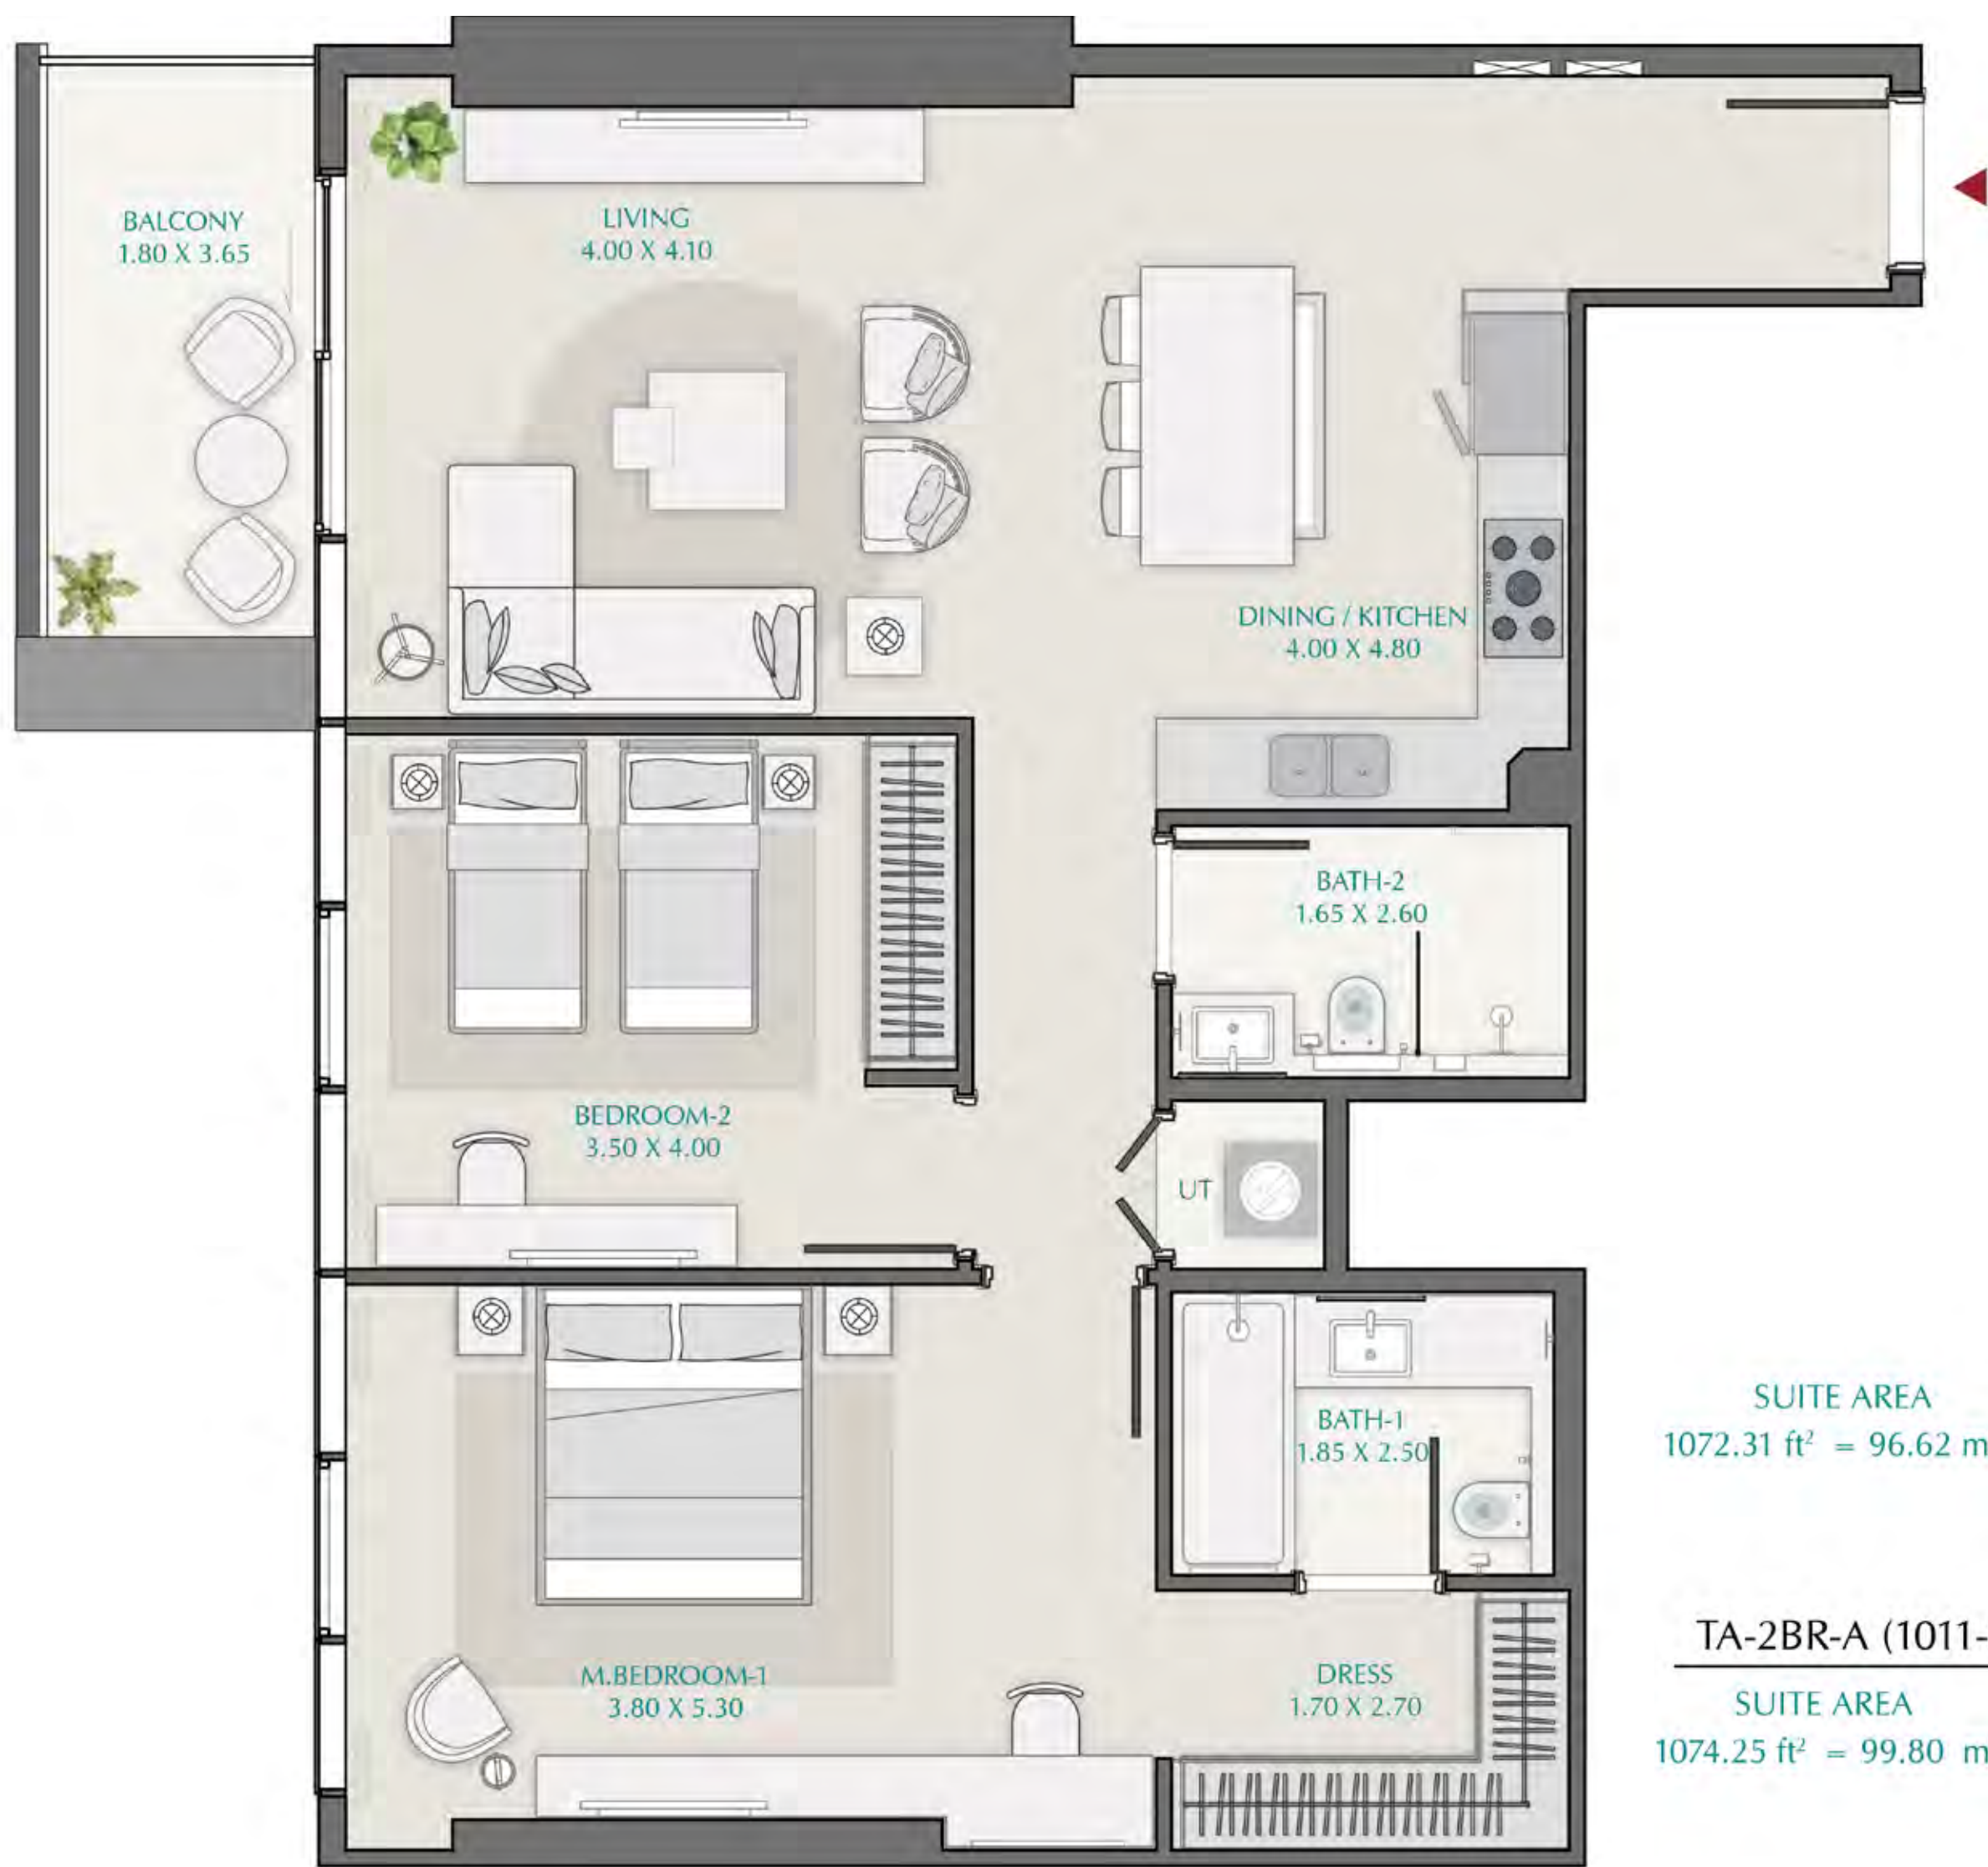 BALCONY
1.80 X 3.65
LIVING
4.00 X 4.10
DINING / KITCHEN
4.00 X 4.80
BATH-2
1.65 X 2.60
BEDROOM-2
3.50 X 4.00
UT
BATH-1
1.85 X 2.50
M.BEDROOM-1
3.80 X 5.30
DRESS
1.70 X 2.70
SUITE AREA
1072.31 ft² = 96.62 m
TA-2BR-A (1011-
SUITE AREA
1074.25 ft² = 99.80 m